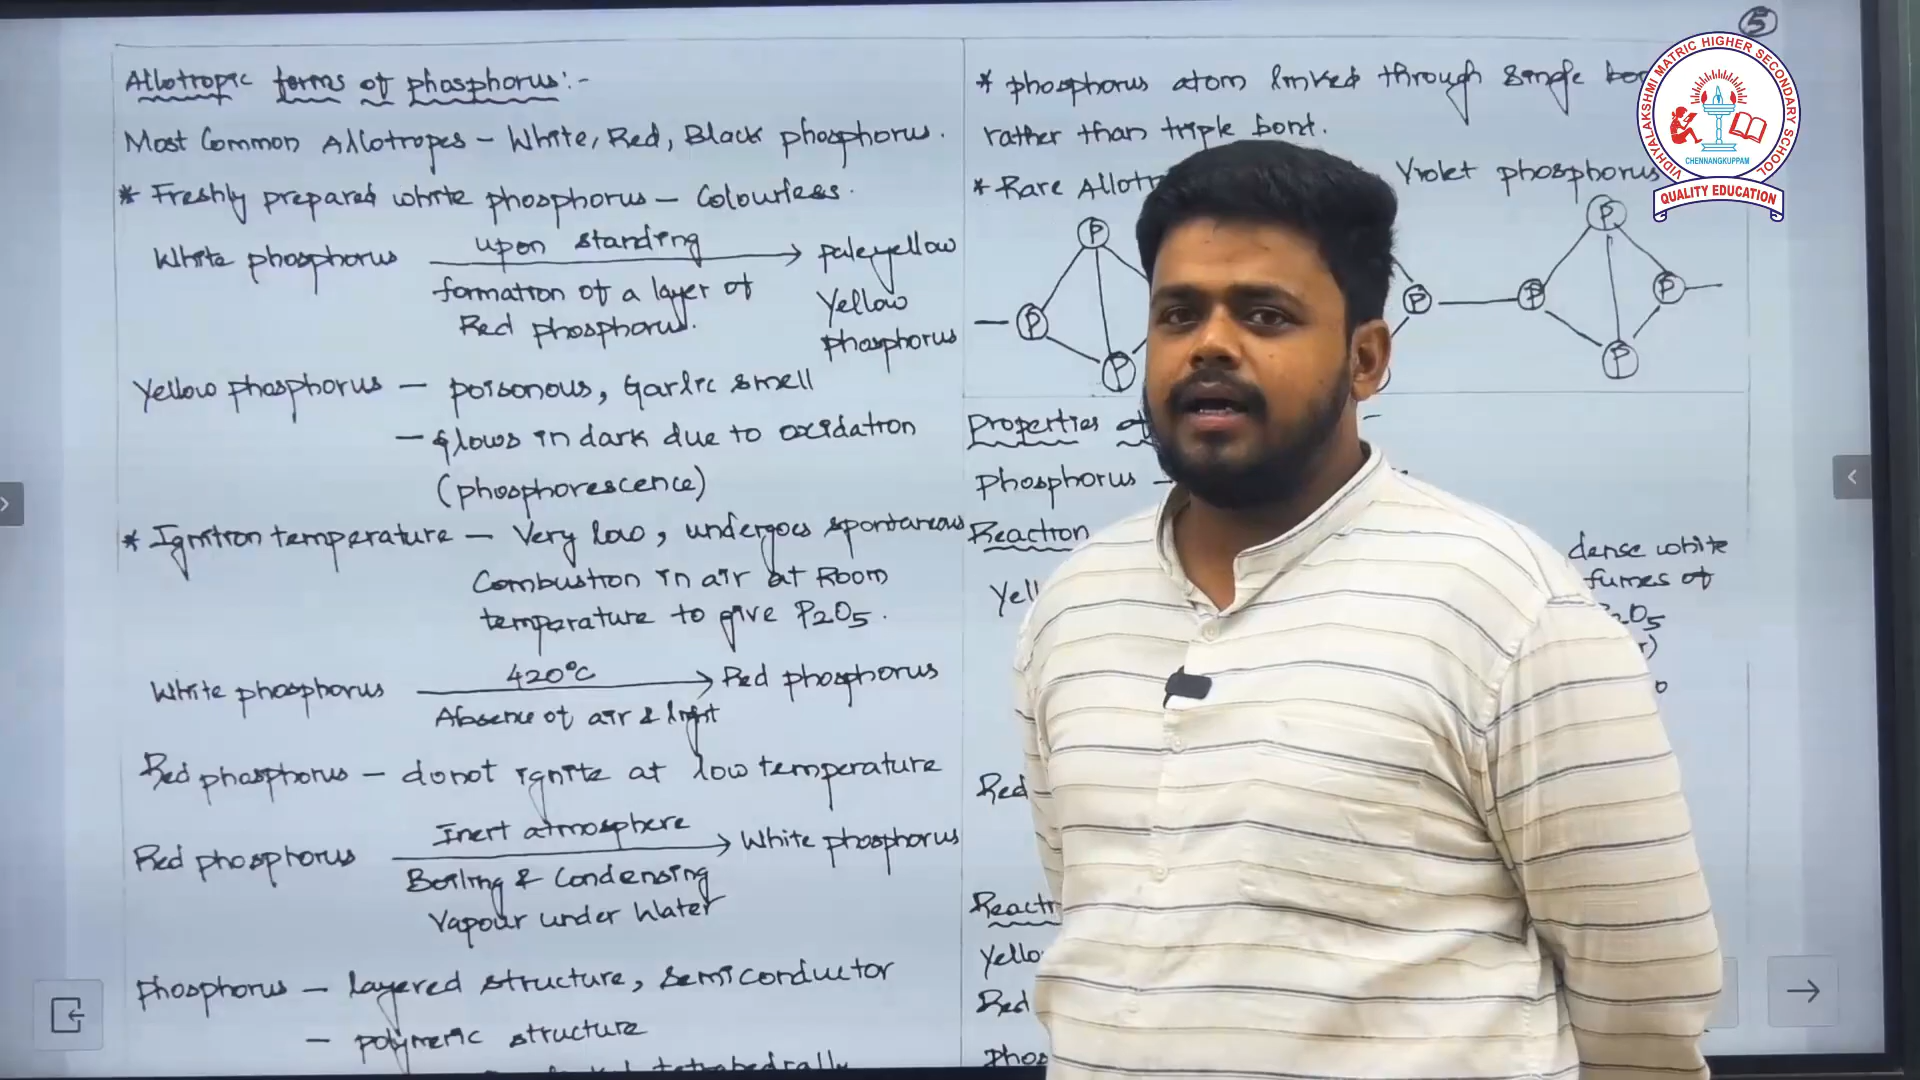 5
Allotropic forms of phosphorus:-
Most Common Allotropes - White, Red, Black phosphorus.
* Freshly prepared white phosphorus - Colourless.
White phosphorus upon standing paleyellow
formation of a layer of Yellow
Red phosphorus. phosphorus
Yellow phosphorus - poisonous, Garlic smell
- glows in dark due to oxidation
(phosphorescence)
* Ignition temperature - Very low, undergoes spontaneous
Combustion in air at Room
temperature to give P2O5.
White phosphorus 420°C Red phosphorus
Absence of air & light
Red phosphorus - donot ignite at low temperature
Red phosphorus Inert atmosphere White phosphorus
Boiling & Condensing
Vapour under Water
phosphorus - layered structure, semiconductor
- polymeric structure
tetrahedrally
* phosphorus atom linked through single
rather than triple bont.
* Rare Violet phosphorus
P P
P P P P
P P
Properties of
phosphorus -
Reaction
dense white
fumes of
Red -
Yello
Red
phos
VIDHYALAKSHMI MATRIC HIGHER SECONDARY SCHOOL
CHENNANGKUPPAM
QUALITY EDUCATION